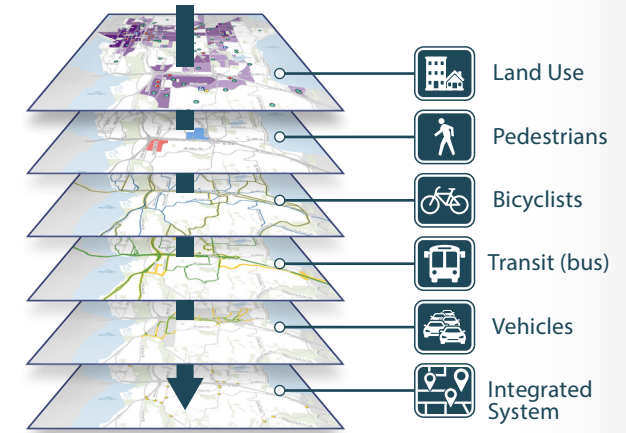 Land Use
Pedestrians
Bicyclists
Transit (bus)
Vehicles
Integrated
System